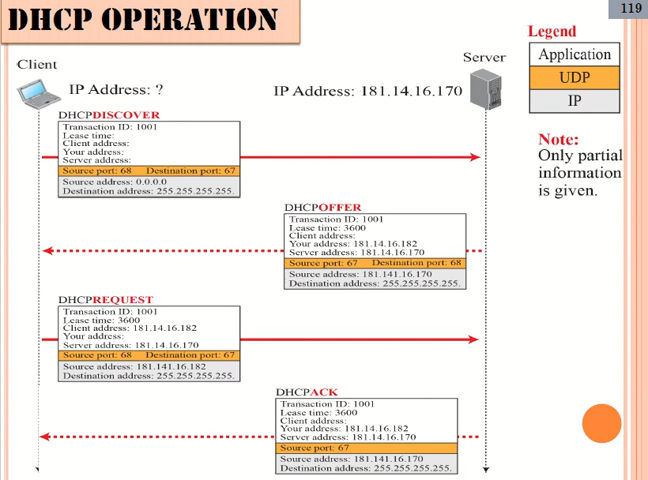 DHCP OPERATION
119
Legend
Application
UDP
IP
Note:
Only partial
information
is given.
Client
Server
IP Address: ?
IP Address: 181.14.16.170
DHCPDISCOVER
Transaction ID: 1001
Lease time:
Client address:
Your address:
Server address:
Source port: 68 Destination port: 67
Source address: 0.0.0.0
Destination address: 255.255.255.255.
DHCPOFFER
Transaction ID: 1001
Lease time: 3600
Client address:
Your address: 181.14.16.182
Server address: 181.14.16.170
Source port: 67 Destination port: 68
Source address: 181.141.16.170
Destination address: 255.255.255.255.
DHCPREQUEST
Transaction ID: 1001
Lease time: 3600
Client address: 181.14.16.182
Your address:
Server address: 181.14.16.170
Source port: 68 Destination port: 67
Source address: 181.141.16.182
Destination address: 255.255.255.255.
DHCPACK
Transaction ID: 1001
Lease time: 3600
Client address:
Your address: 181.14.16.182
Server address: 181.14.16.170
Source port: 67
Source address: 181.141.16.170
Destination address: 255.255.255.255.